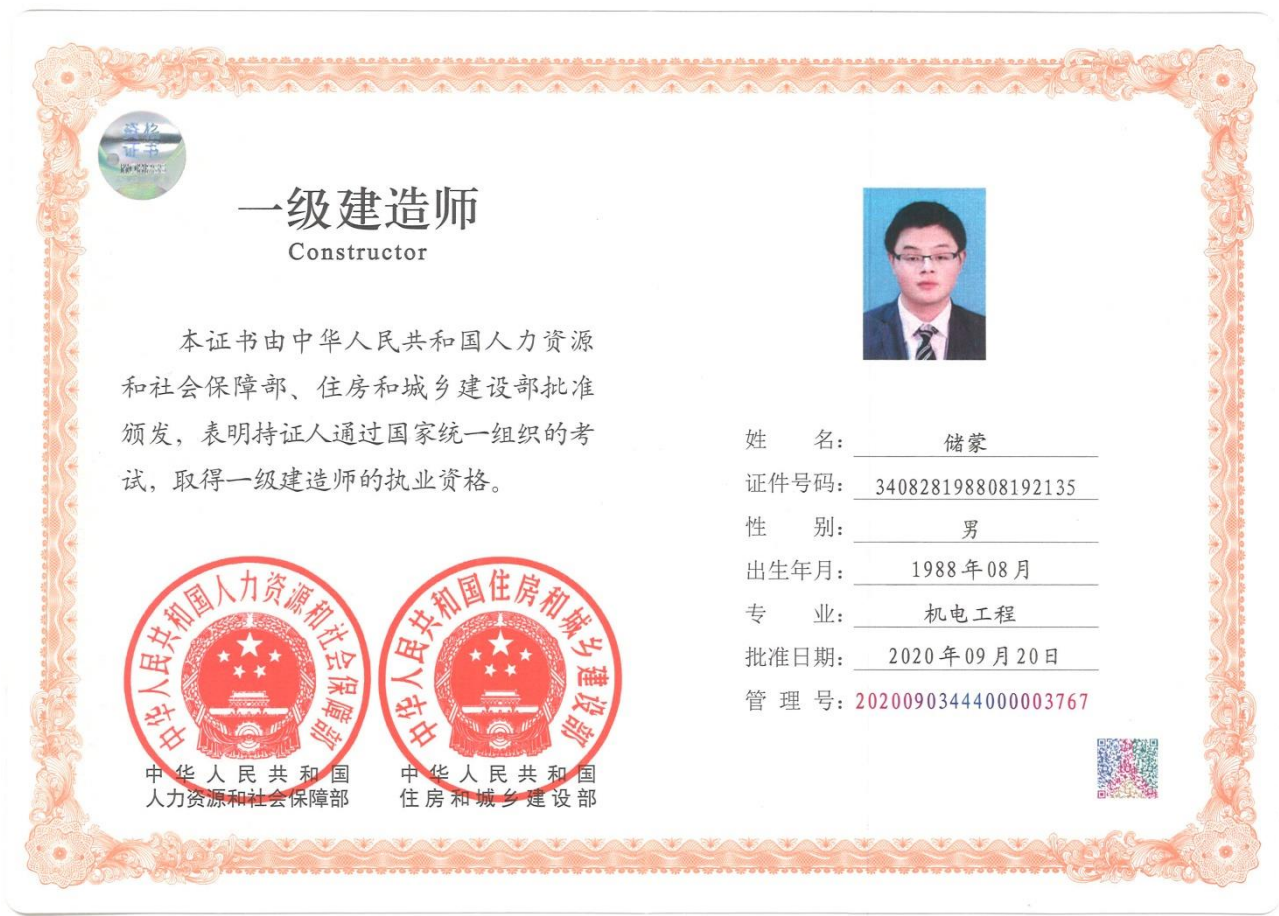 资格
证书
一级建造师
Constructor
本证书由中华人民共和国人力资源
和社会保障部、住房和城乡建设部批准
颁发，表明持证人通过国家统一组织的考
试，取得一级建造师的执业资格。
中华人民共和国人力资源和社会保障部
中华人民共和国
人力资源和社会保障部
中华人民共和国住房和城乡建设部
中华人民共和国
住房和城乡建设部
姓 名： 储蒙
证件号码： 340828198808192135
性 别： 男
出生年月： 1988年08月
专 业： 机电工程
批准日期： 2020年09月20日
管 理 号： 20200903444000003767